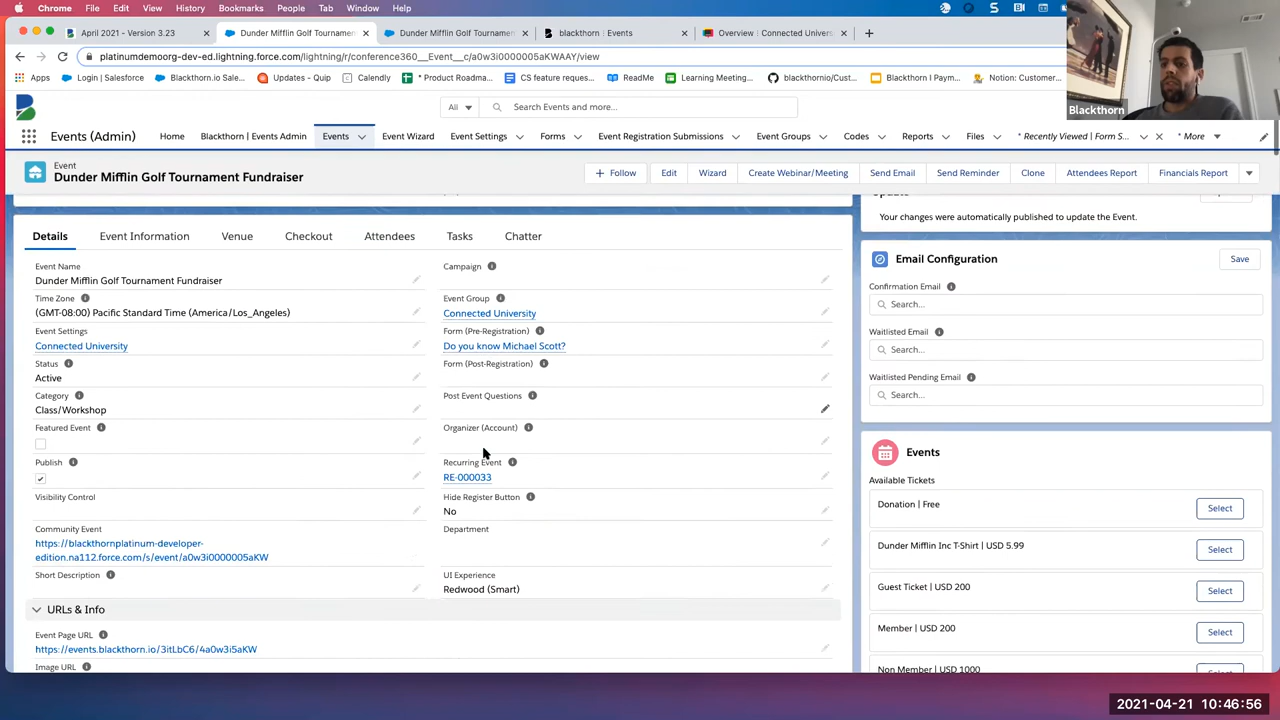 Chrome File Edit View History Bookmarks People Tab Window Help
April 2021 - Version 3.23 × Dunder Mifflin Golf Tournament × Dunder Mifflin Golf Tournament × blackthorn | Events × Overview | Connected Univers × +
platinumdemoorg-dev-ed.lightning.force.com/lightning/r/conference360__Event__c/a0w3i0000005aKWAAY/view
Apps Login | Salesforce Blackthorn.io Sale... Updates - Quip Calendly * Product Roadma... CS feature reques... ReadMe Learning Meeting... blackthornio/Cust... Blackthorn | Paym... Notion: Customer...
Blackthorn
All Search Events and more...
Events (Admin) Home Blackthorn | Events Admin Events Event Wizard Event Settings Forms Event Registration Submissions Event Groups Codes Reports Files * Recently Viewed | Form S... * More
Event
Dunder Mifflin Golf Tournament Fundraiser
+ Follow Edit Wizard Create Webinar/Meeting Send Email Send Reminder Clone Attendees Report Financials Report
Your changes were automatically published to update the Event.
Details Event Information Venue Checkout Attendees Tasks Chatter
Event Name
Dunder Mifflin Golf Tournament Fundraiser
Campaign
Time Zone
(GMT-08:00) Pacific Standard Time (America/Los_Angeles)
Event Group
Connected University
Event Settings
Connected University
Form (Pre-Registration)
Do you know Michael Scott?
Status
Active
Form (Post-Registration)
Category
Class/Workshop
Post Event Questions
Featured Event
Organizer (Account)
Publish
Recurring Event
RE-000033
Visibility Control
Hide Register Button
No
Community Event
https://blackthornplatinum-developer-
edition.na112.force.com/s/event/a0w3i0000005aKW
Department
Short Description
UI Experience
Redwood (Smart)
URLs & Info
Event Page URL
https://events.blackthorn.io/3itLbC6/4a0w3i5aKW
Image URL
Email Configuration Save
Confirmation Email
Search...
Waitlisted Email
Search...
Waitlisted Pending Email
Search...
Events
Available Tickets
Donation | Free Select
Dunder Mifflin Inc T-Shirt | USD 5.99 Select
Guest Ticket | USD 200 Select
Member | USD 200 Select
Non Member | USD 1000
2021-04-21 10:46:56